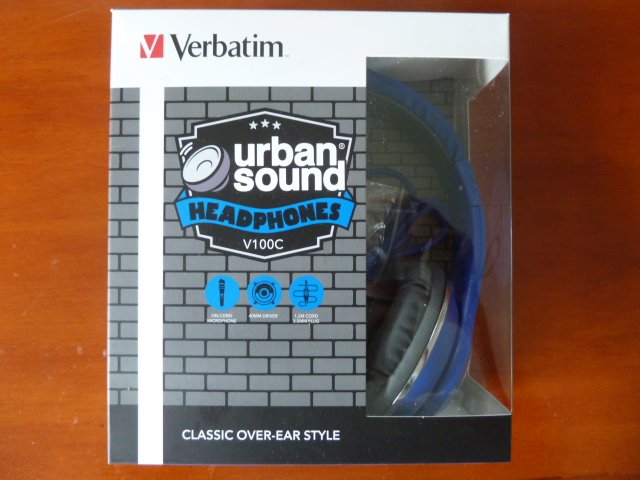 Verbatim™
urban®
sound
HEADPHONES
V100C
ON-CORD
MICROPHONE
40MM DRIVER
1.2M CORD
3.5MM PLUG
CLASSIC OVER-EAR STYLE